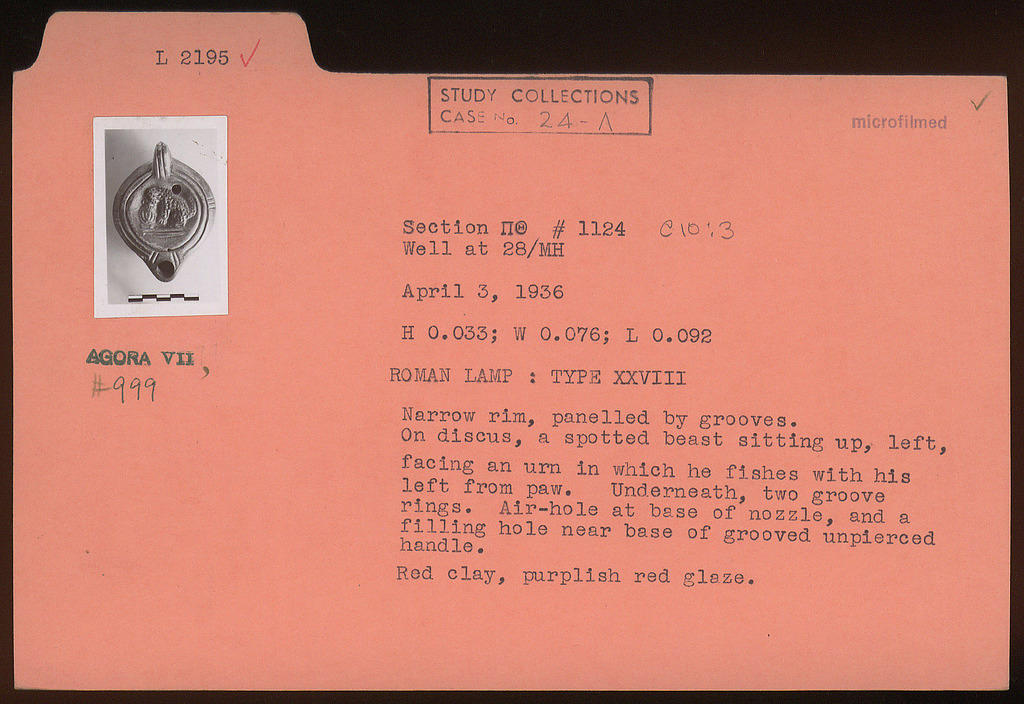 L 2195 ✓
STUDY COLLECTIONS
CASE No. 24-Λ
microfilmed
Section ΠΘ # 1124 C 10:3
Well at 28/ΜΗ
April 3, 1936
H 0.033; W 0.076; L 0.092
AGORA VII,
#999
ROMAN LAMP : TYPE XXVIII
Narrow rim, panelled by grooves.
On discus, a spotted beast sitting up, left,
facing an urn in which he fishes with his
left from paw. Underneath, two groove
rings. Air-hole at base of nozzle, and a
filling hole near base of grooved unpierced
handle.
Red clay, purplish red glaze.